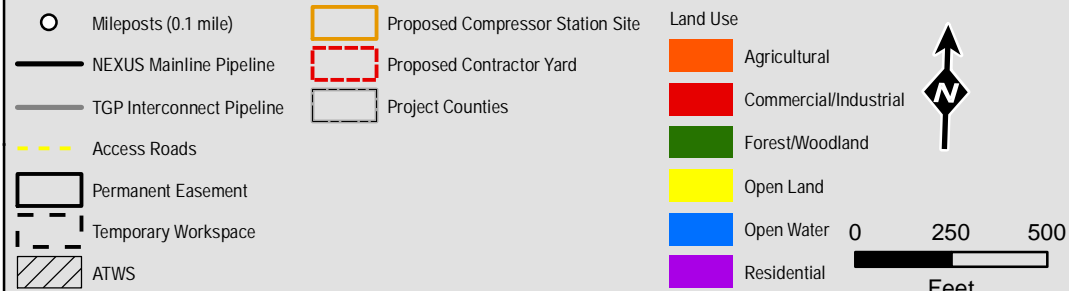 Mileposts (0.1 mile)
NEXUS Mainline Pipeline
TGP Interconnect Pipeline
Access Roads
Permanent Easement
Temporary Workspace
ATWS
Proposed Compressor Station Site
Proposed Contractor Yard
Project Counties
Land Use
Agricultural
Commercial/Industrial
Forest/Woodland
Open Land
Open Water
Residential
N
0 250 500
Feet